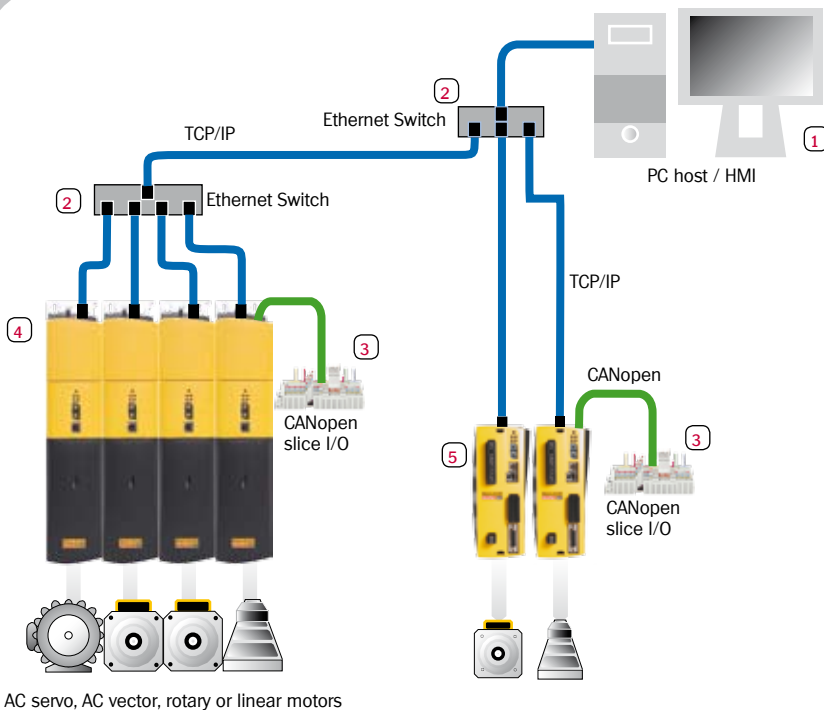 1
PC host / HMI
2
Ethernet Switch
TCP/IP
2
Ethernet Switch
TCP/IP
4
3
CANopen
slice I/O
CANopen
5
3
CANopen
slice I/O
AC servo, AC vector, rotary or linear motors